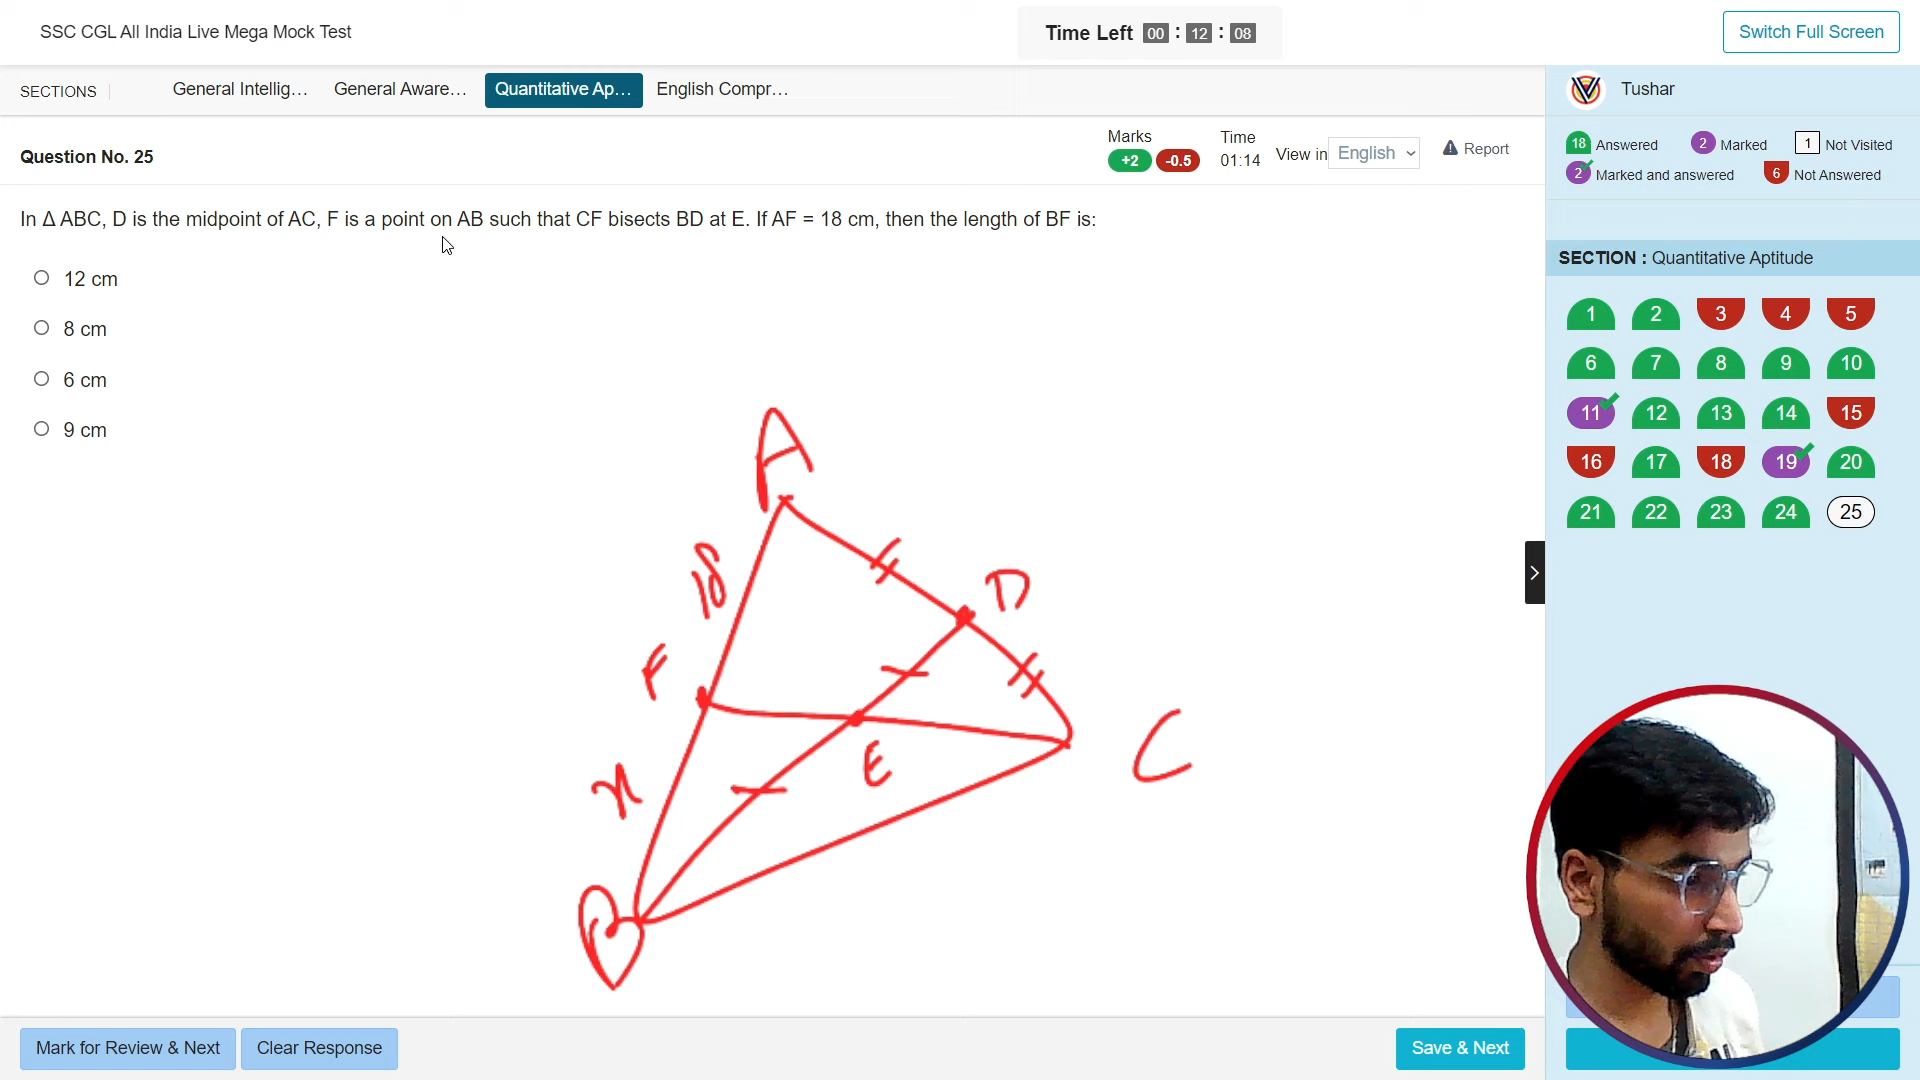 SSC CGL All India Live Mega Mock Test
Time Left 00 : 12 : 08
Switch Full Screen
SECTIONS
General Intellig...
General Aware...
Quantitative Ap...
English Compr...
Tushar
Question No. 25
Marks
+2 -0.5
Time
01:14
View in English
Report
18 Answered
2 Marked
1 Not Visited
2 Marked and answered
6 Not Answered
In Δ ABC, D is the midpoint of AC, F is a point on AB such that CF bisects BD at E. If AF = 18 cm, then the length of BF is:
12 cm
8 cm
6 cm
9 cm
SECTION : Quantitative Aptitude
1 2 3 4 5
6 7 8 9 10
11 12 13 14 15
16 17 18 19 20
21 22 23 24 25
A
18
D
F
x
E
C
B
Mark for Review & Next
Clear Response
Save & Next